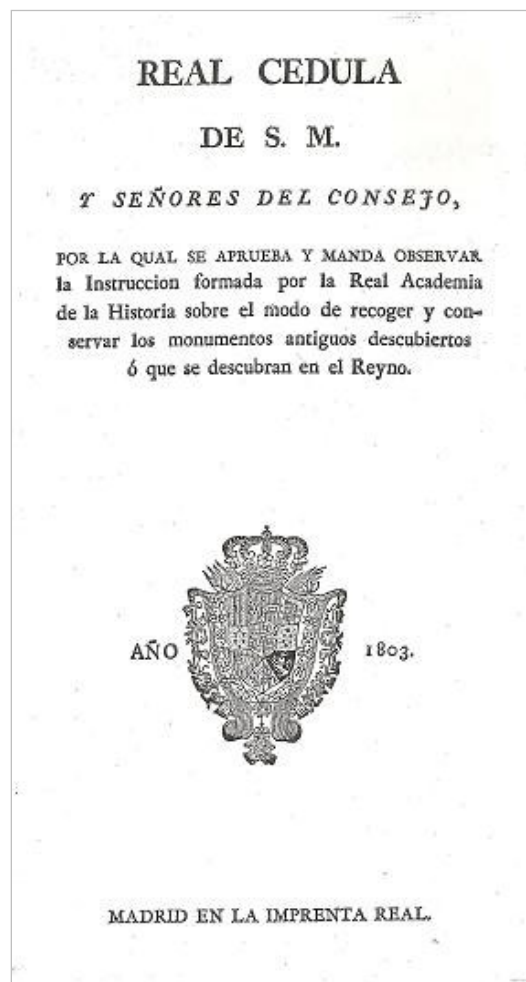 REAL CEDULA
DE S. M.
Y SEÑORES DEL CONSEJO,
POR LA QUAL SE APRUEBA Y MANDA OBSERVAR
la Instruccion formada por la Real Academia
de la Historia sobre el modo de recoger y con-
servar los monumentos antiguos descubiertos
ó que se descubran en el Reyno.
AÑO 1803.
MADRID EN LA IMPRENTA REAL.